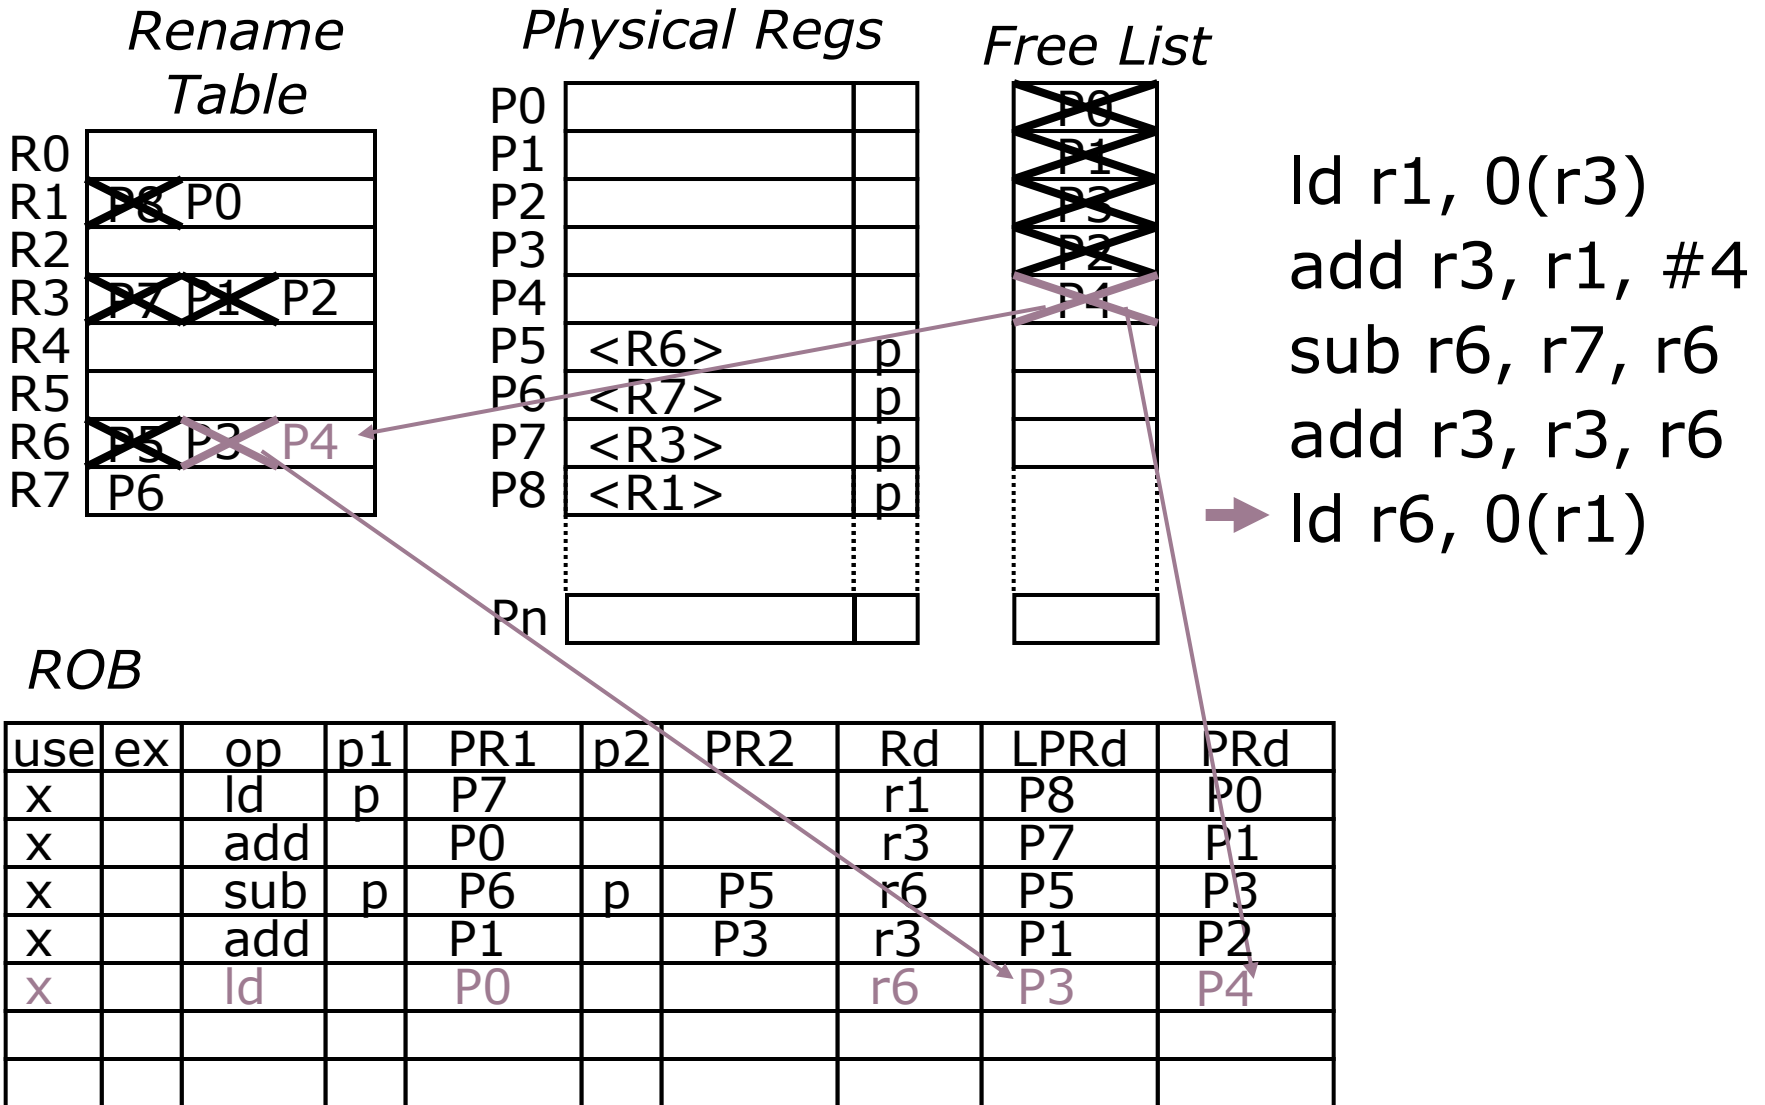 Rename Table
R0
R1 P8 P0
R2
R3 P7 P1 P2
R4
R5
R6 P5 P3 P4
R7 P6
Physical Regs
P0
P1
P2
P3
P4
P5 <R6> p
P6 <R7> p
P7 <R3> p
P8 <R1> p
Pn
Free List
P0
P1
P3
P2
P4
ld r1, 0(r3)
add r3, r1, #4
sub r6, r7, r6
add r3, r3, r6
ld r6, 0(r1)
ROB
use ex op p1 PR1 p2 PR2 Rd LPRd PRd
x ld p P7 r1 P8 P0
x add P0 r3 P7 P1
x sub p P6 p P5 r6 P5 P3
x add P1 P3 r3 P1 P2
x ld P0 r6 P3 P4